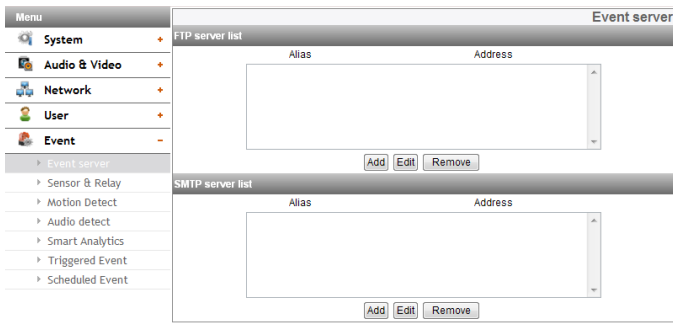 Menu
System +
Audio & Video +
Network +
User +
Event -
Event server
Sensor & Relay
Motion Detect
Audio detect
Smart Analytics
Triggered Event
Scheduled Event
Event server
FTP server list
Alias Address
Add Edit Remove
SMTP server list
Alias Address
Add Edit Remove